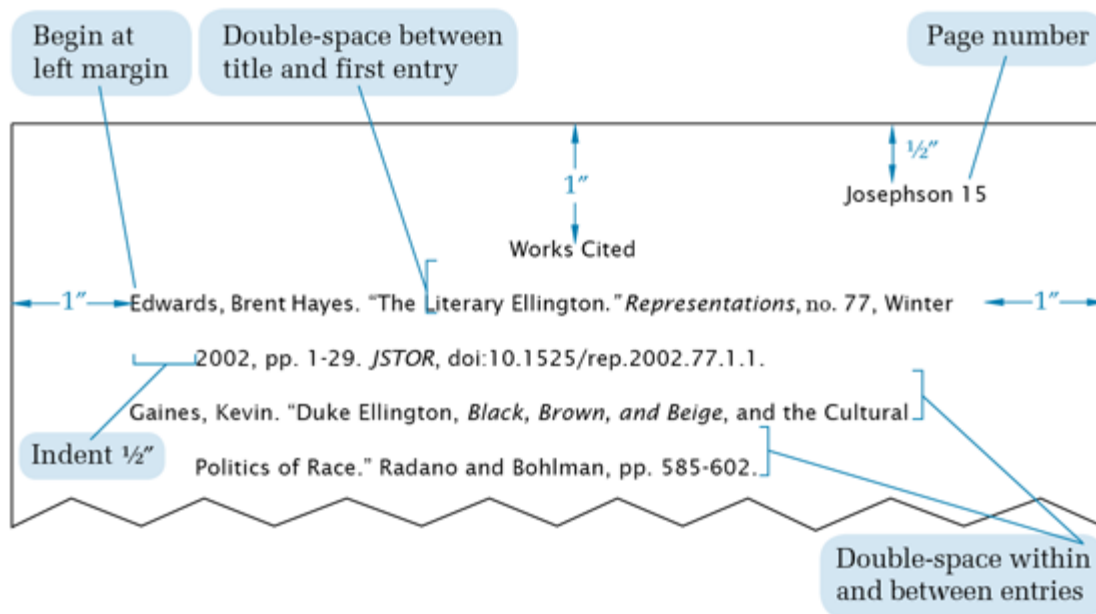 Begin at
left margin
Double-space between
title and first entry
Page number
½″
1″
Josephson 15
Works Cited
1″
Edwards, Brent Hayes. “The Literary Ellington.” Representations, no. 77, Winter
1″
2002, pp. 1-29. JSTOR, doi:10.1525/rep.2002.77.1.1.
Gaines, Kevin. “Duke Ellington, Black, Brown, and Beige, and the Cultural
Indent ½″
Politics of Race.” Radano and Bohlman, pp. 585-602.
Double-space within
and between entries